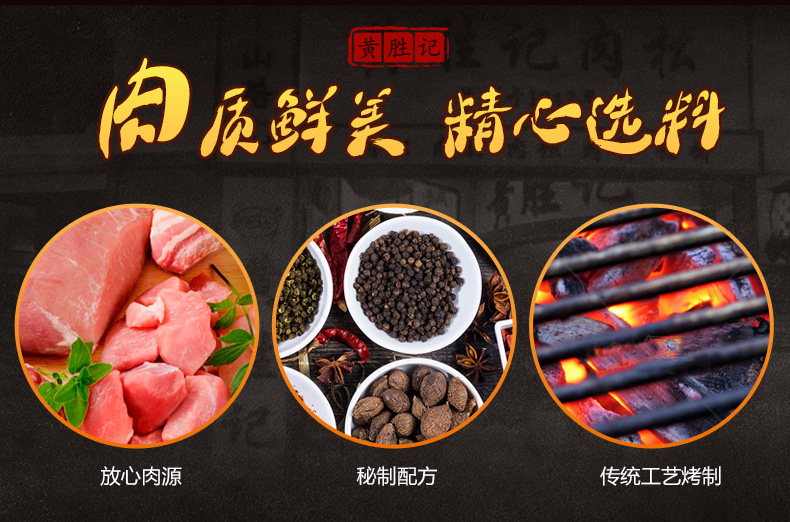 黄胜记
肉质鲜美 精心选料
放心肉源
秘制配方
传统工艺烤制